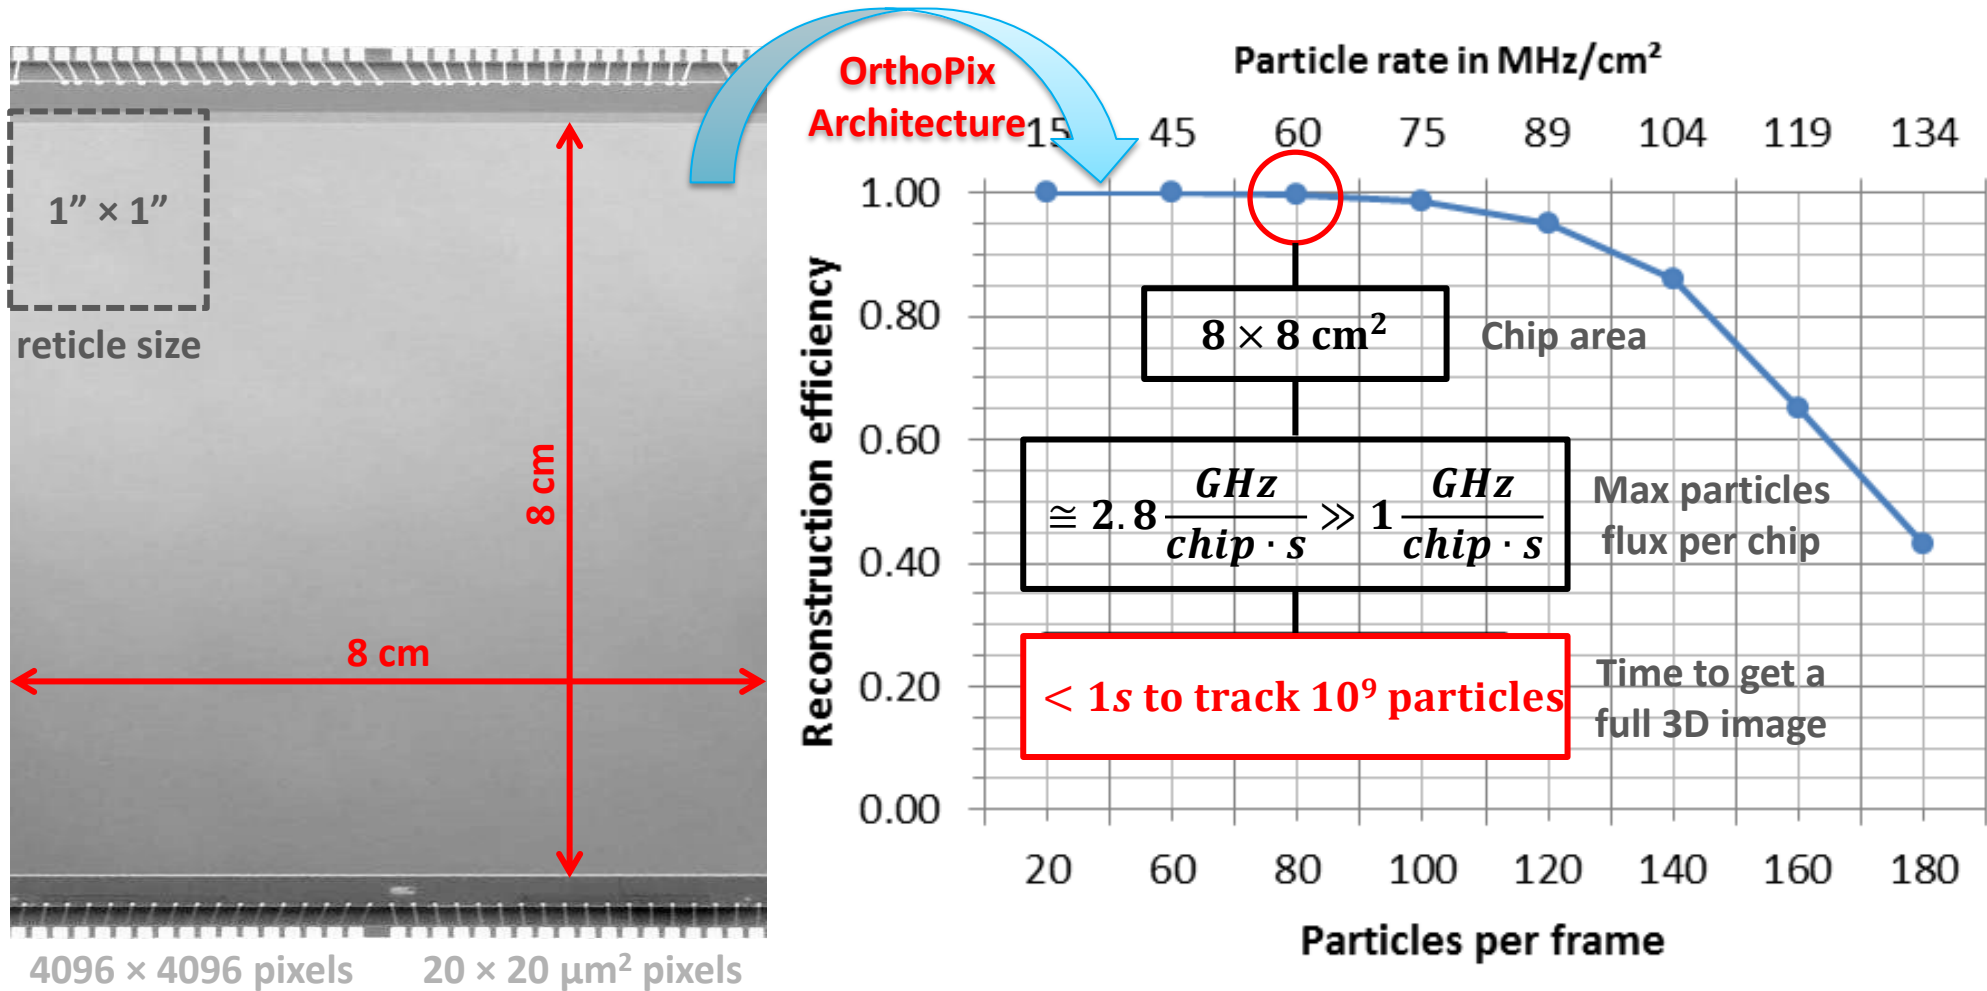 OrthoPix
Architecture
1” × 1”
reticle size
8 cm
8 cm
4096 × 4096 pixels 20 × 20 µm² pixels
Particle rate in MHz/cm²
15 45 60 75 89 104 119 134
1.00
0.80
0.60
0.40
0.20
0.00
Reconstruction efficiency
8 × 8 cm²
Chip area
≅ 2.8 GHz/chip · s ≫ 1 GHz/chip · s
Max particles
flux per chip
< 1s to track 10⁹ particles
Time to get a
full 3D image
20 60 80 100 120 140 160 180
Particles per frame